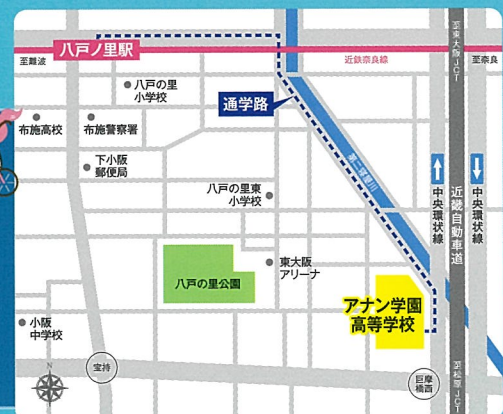 八戸ノ里駅
至難波
近鉄奈良線
至東大阪JCT
至奈良
八戸の里
小学校
通学路
布施高校
布施警察署
下小阪
郵便局
第二寝屋川
八戸の里東
小学校
中央環状線
近畿自動車道
中央環状線
八戸の里公園
東大阪
アリーナ
アナン学園
高等学校
小阪
中学校
N
宝持
巨摩
橋西
至松原JCT